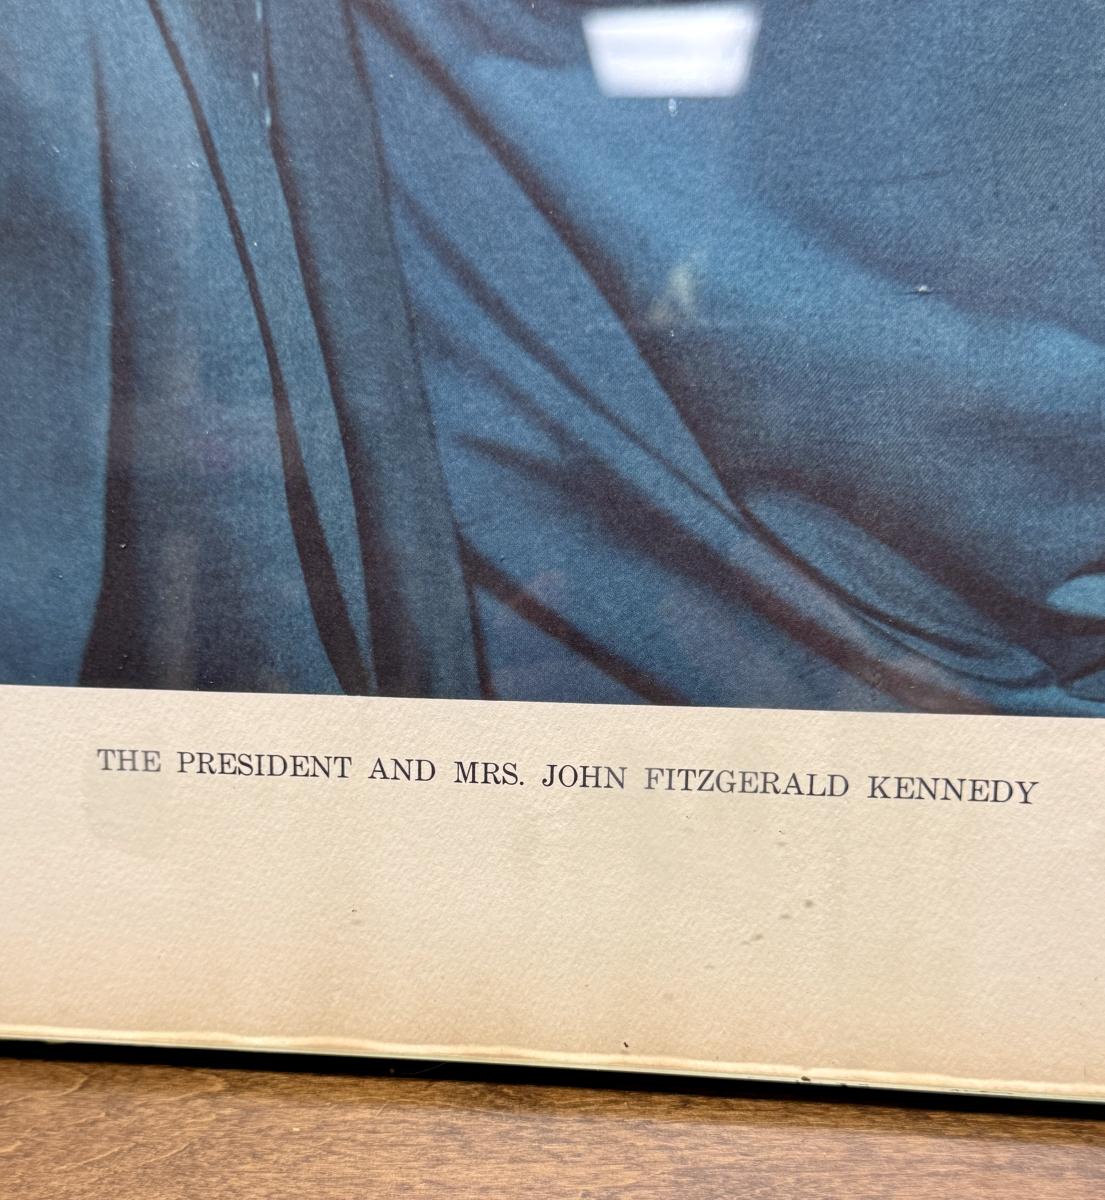 THE PRESIDENT AND MRS. JOHN FITZGERALD KENNEDY